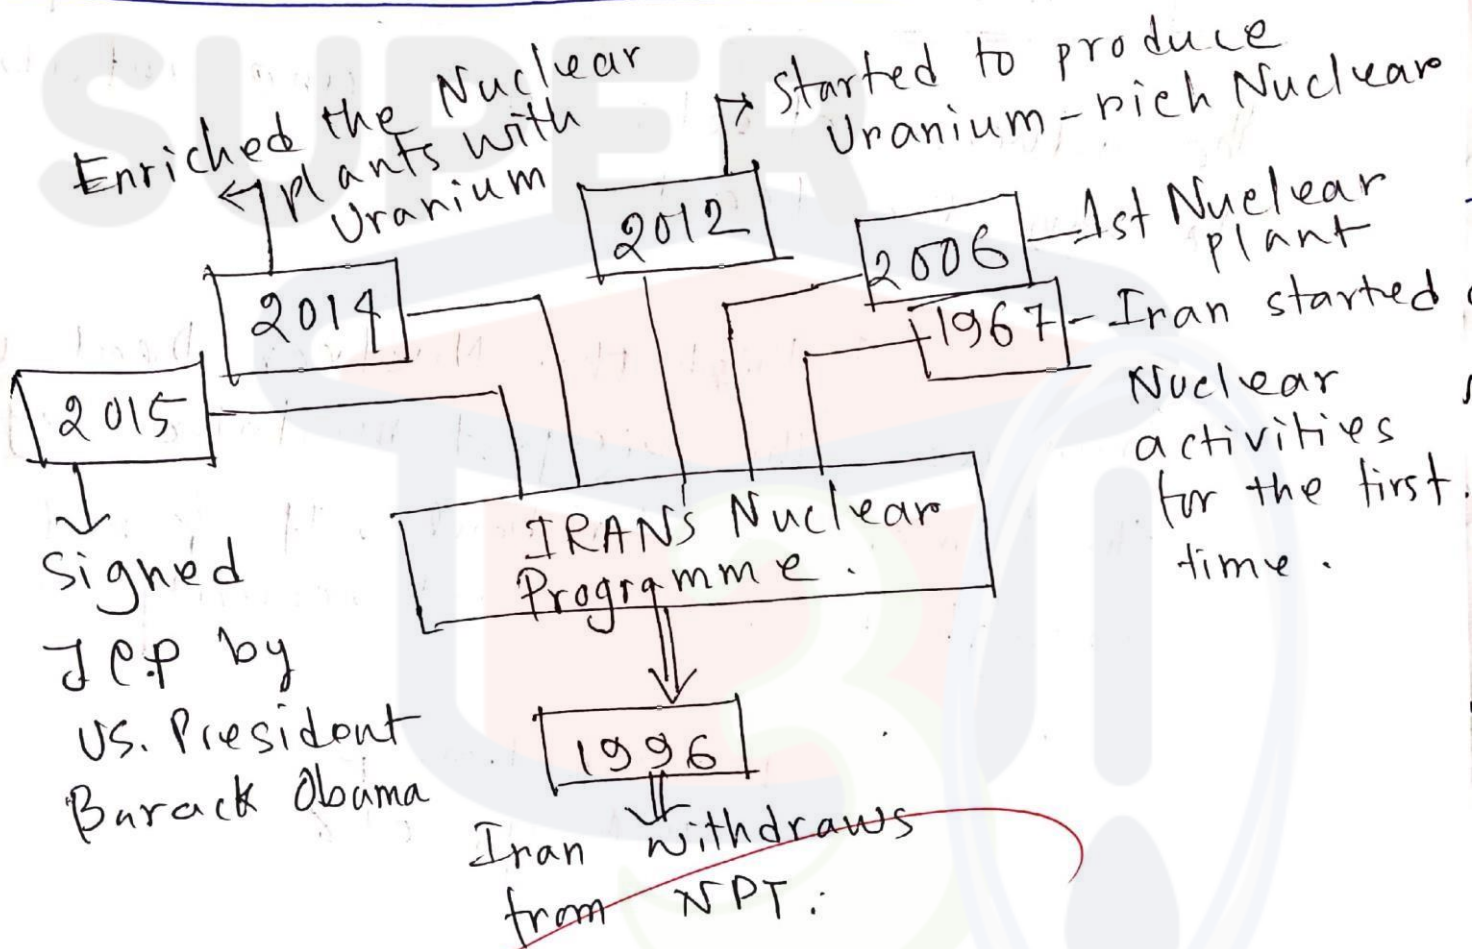 SUPER
Enriched the Nuclear
plants with
Uranium
Started to produce
Uranium-rich Nuclear
2012
2006
1st Nuclear
plant
2014
1967
Iran started
Nuclear
activities
for the first
time.
2015
IRANs Nuclear
Programme.
Signed
JCP by
US. President
Barack Obama
1996
Iran withdraws
from NPT.